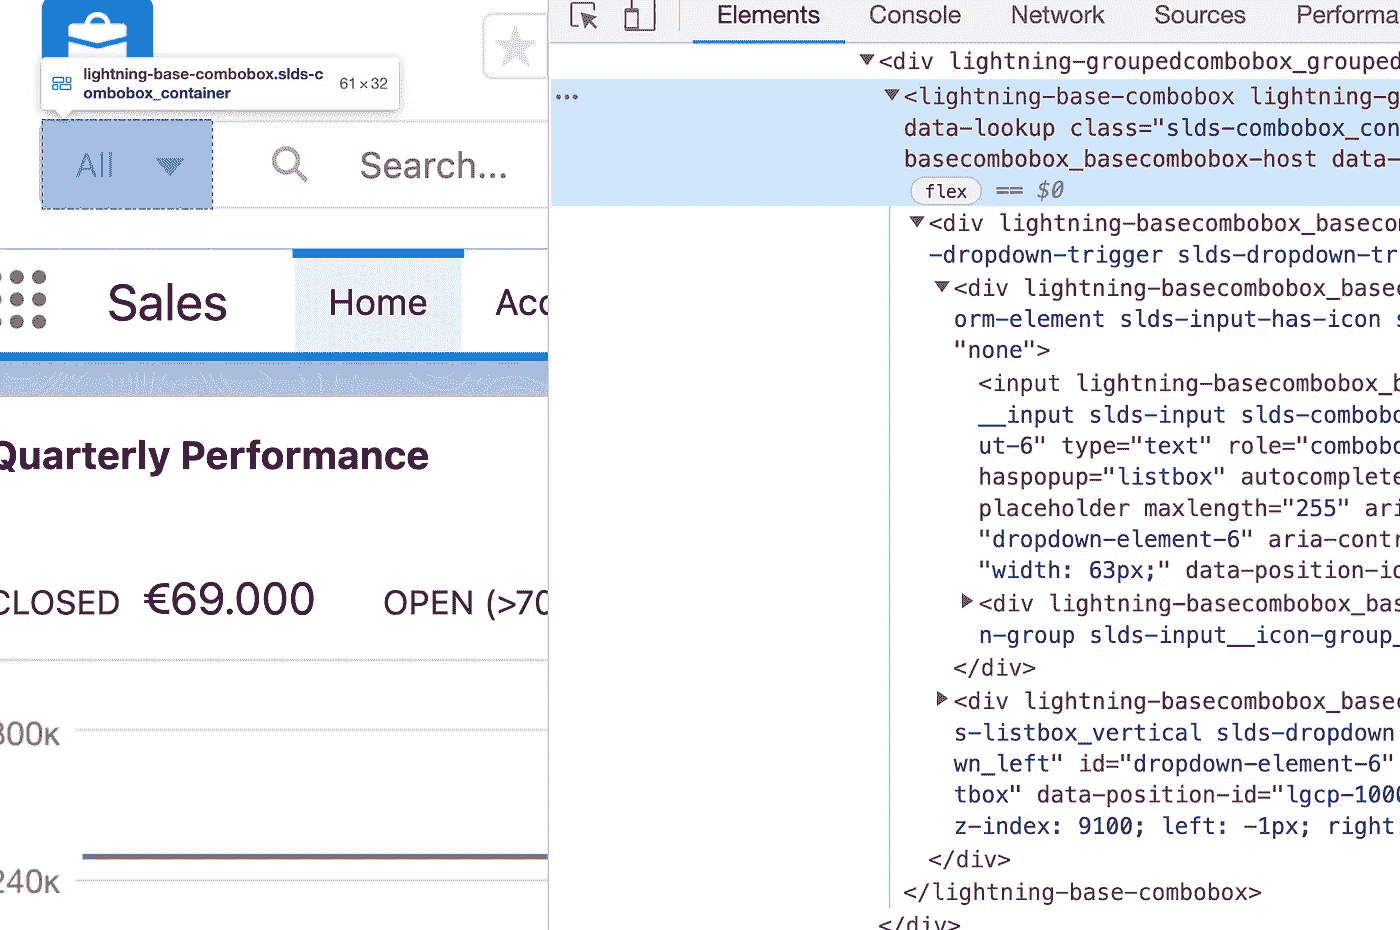 lightning-base-combobox.slds-c
ombobox_container
61 × 32
All
Search...
Sales
Home
Quarterly Performance
CLOSED €69.000
OPEN (>70
240K
Elements
Console
Network
Sources
<div lightning-groupedcombobox_grouped
<lightning-base-combobox lightning-g
data-lookup class="slds-combobox_con
basecombobox_basecombobox-host data-
flex == $0
<div lightning-basecombobox_baseco
-dropdown-trigger slds-dropdown-tr
<div lightning-basecombobox_base
orm-element slds-input-has-icon s
"none">
<input lightning-basecombobox_b
__input slds-input slds-combobo
ut-6" type="text" role="combobo
haspopup="listbox" autocomplete
placeholder maxlength="255" ari
"dropdown-element-6" aria-contr
"width: 63px;" data-position-id
<div lightning-basecombobox_bas
n-group slds-input__icon-group_
</div>
<div lightning-basecombobox_basec
s-listbox_vertical slds-dropdown
wn_left" id="dropdown-element-6"
tbox" data-position-id="lgcp-1000
z-index: 9100; left: -1px; right
</div>
</lightning-base-combobox>
</div>